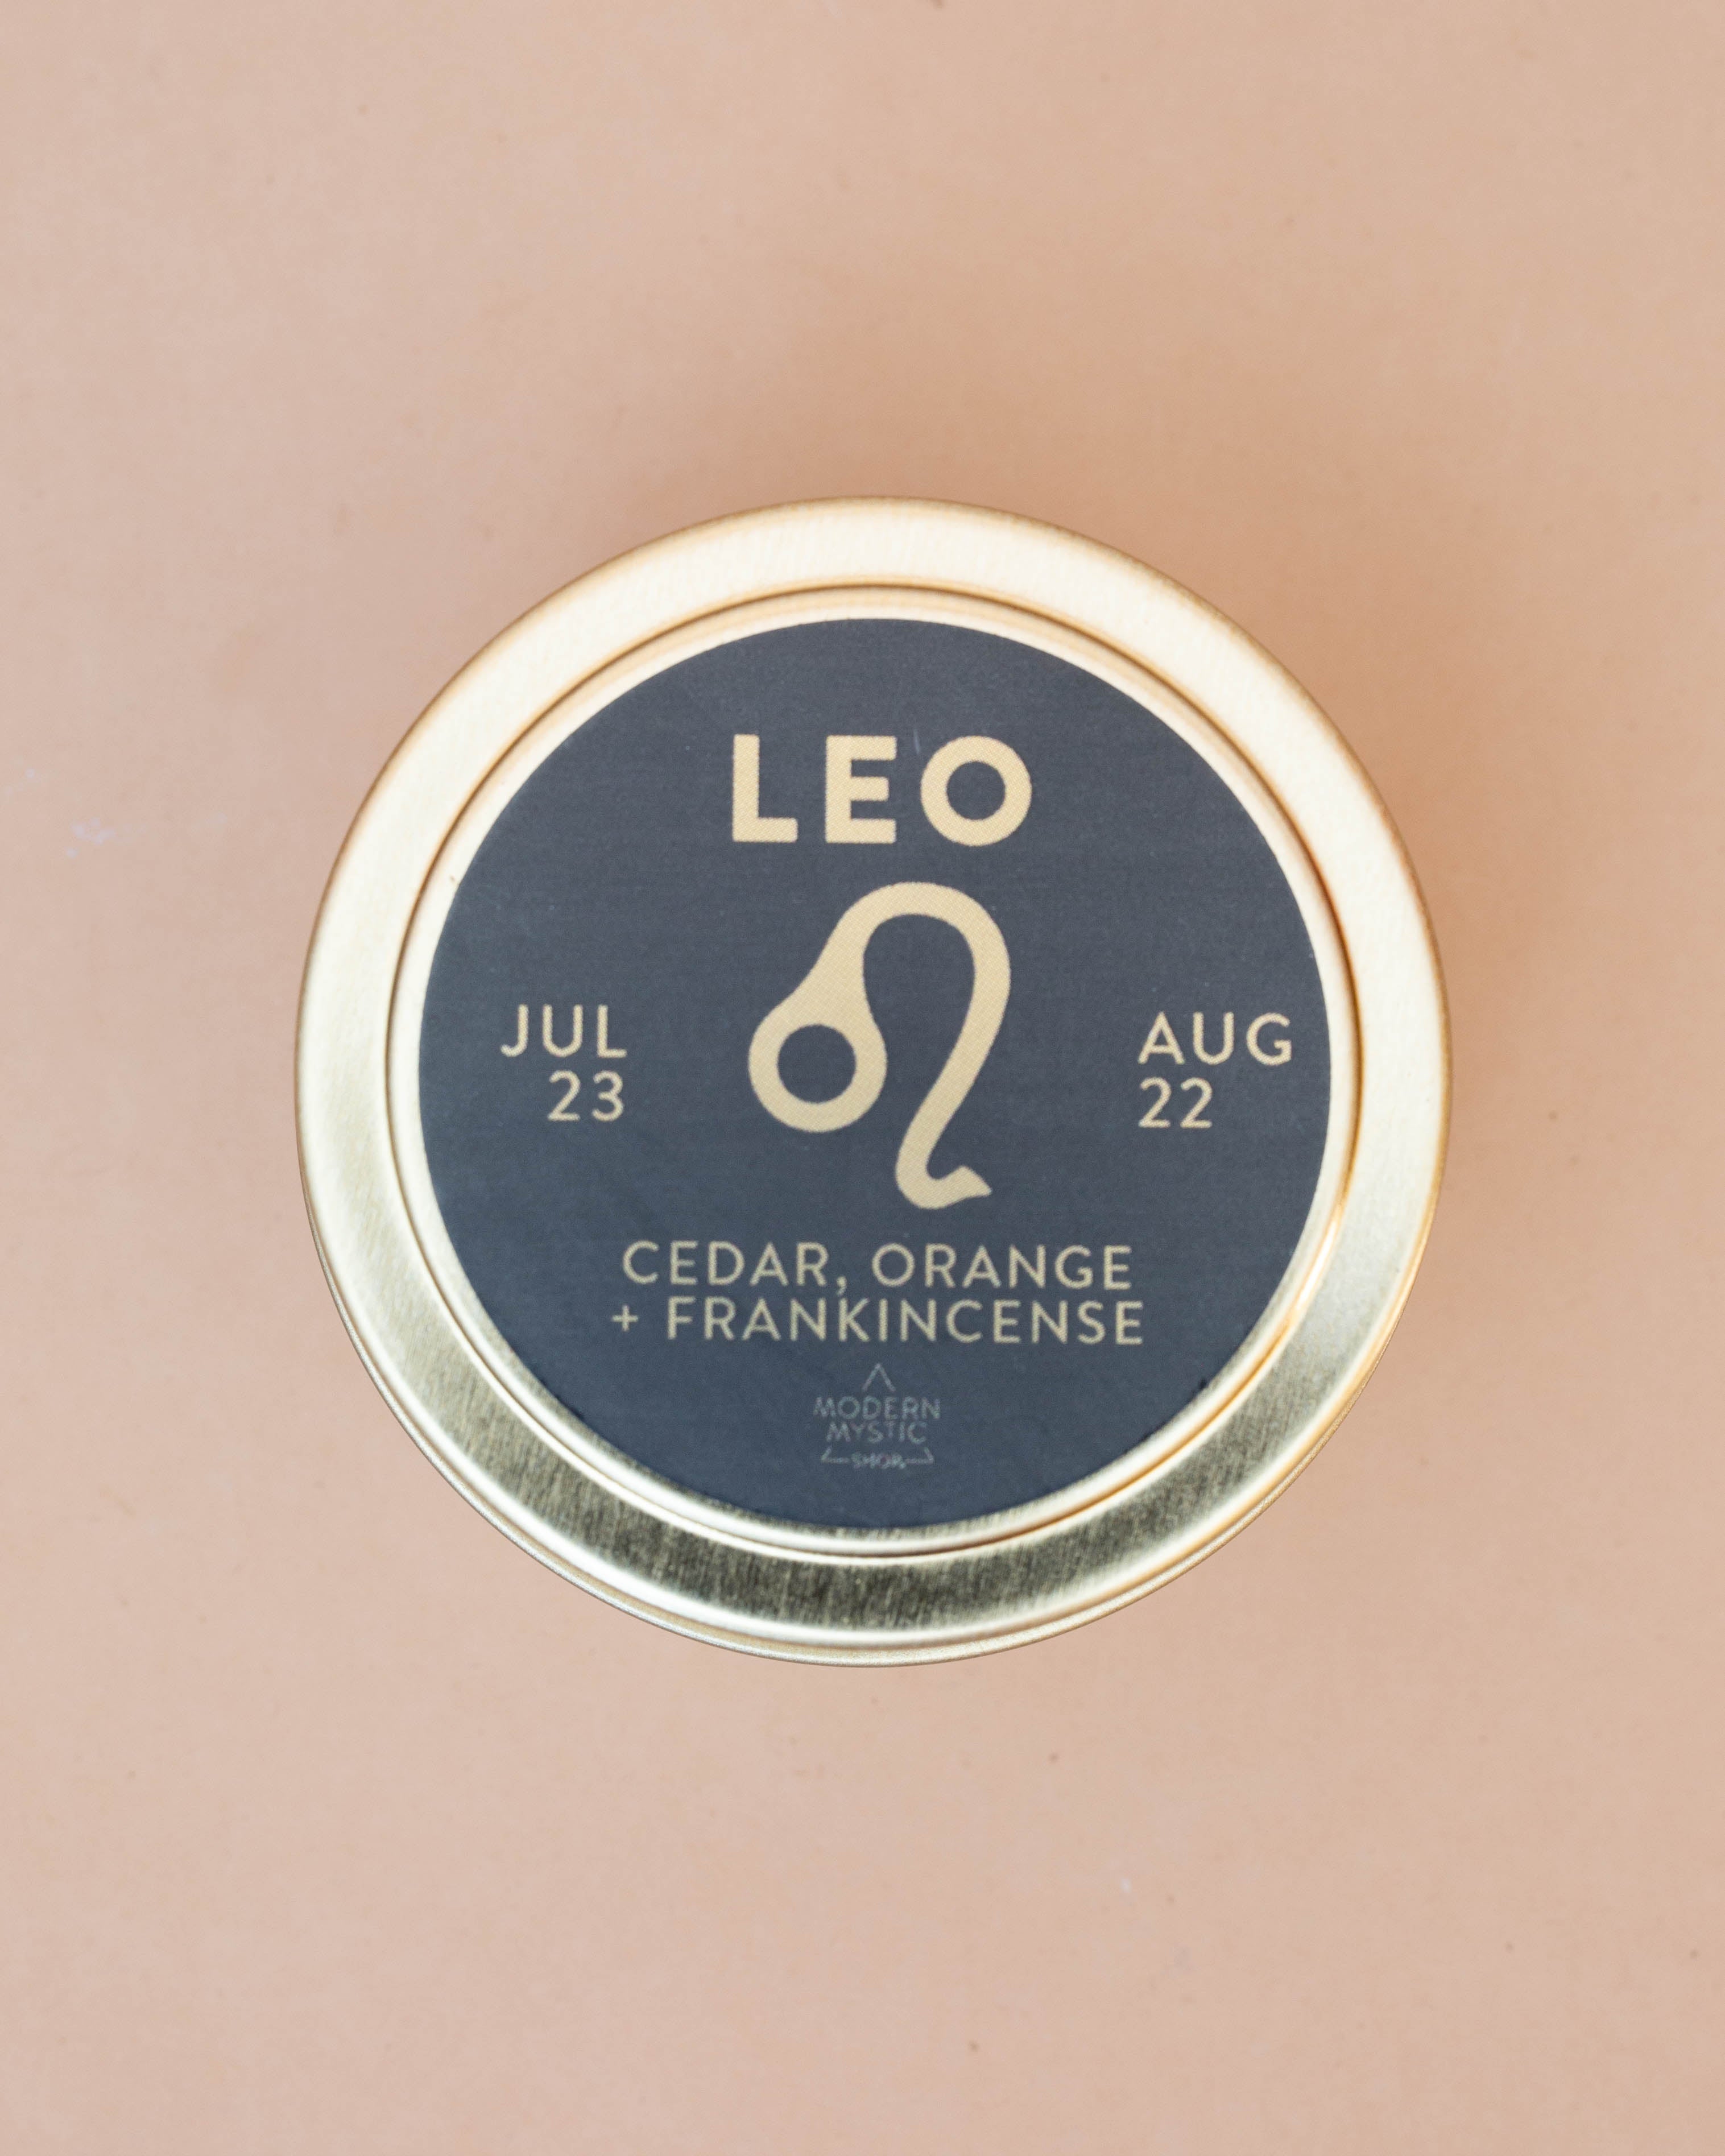 LEO
JUL
23
AUG
22
CEDAR, ORANGE
+ FRANKINCENSE
MODERN
MYSTIC
SHOP